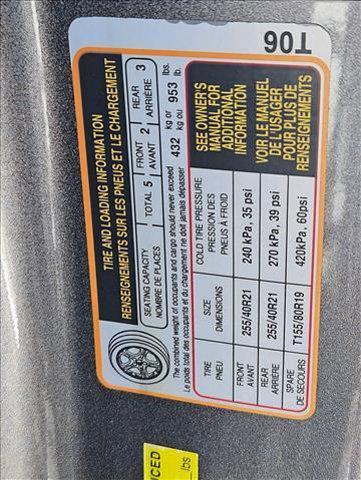 TIRE AND LOADING INFORMATION
RENSEIGNEMENTS SUR LES PNEUS ET LE CHARGEMENT
SEATING CAPACITY
NOMBRE DE PLACES
TOTAL 5
FRONT 2
AVANT
REAR 3
ARRIÈRE
The combined weight of occupants and cargo should never exceed
Le poids total des occupants et du chargement ne doit jamais dépasser
432 kg or kg ou 953 lbs. lb.
TIRE
PNEU
SIZE
DIMENSIONS
COLD TIRE PRESSURE
PRESSION DES
PNEUS À FROID
FRONT
AVANT
255/40R21
240 kPa, 35 psi
REAR
ARRIÈRE
255/40R21
270 kPa, 39 psi
SPARE
DE SECOURS
T155/80R19
420kPa, 60psi
SEE OWNER'S
MANUAL FOR
ADDITIONAL
INFORMATION
VOIR LE MANUEL
DE L'USAGER
POUR PLUS DE
RENSEIGNEMENTS
T06
NCED
lbs